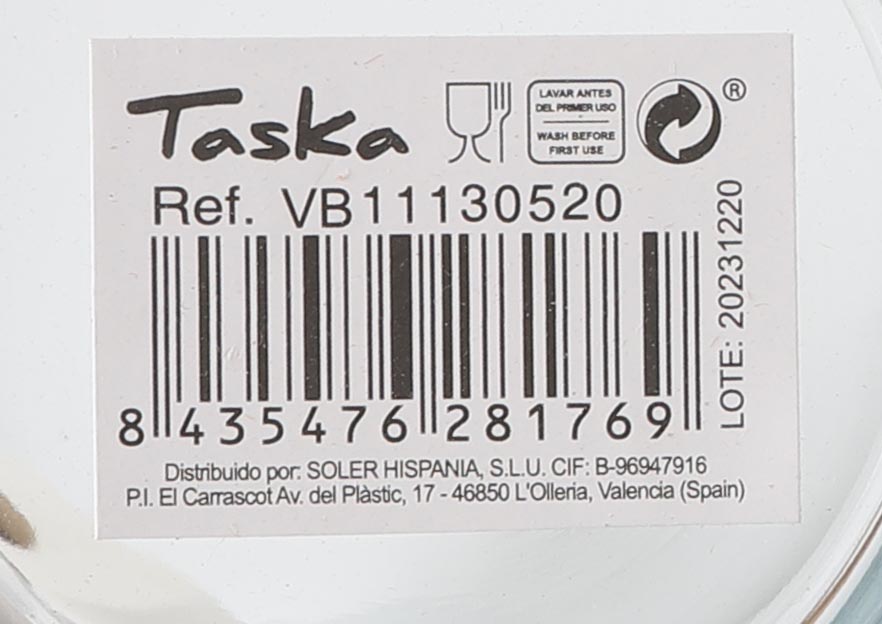 Taska
LAVAR ANTES
DEL PRIMER USO
WASH BEFORE
FIRST USE
®
Ref. VB11130520
LOTE: 20231220
8 435476 281769
Distribuido por: SOLER HISPANIA, S.L.U. CIF: B-96947916
P.I. El Carrascot Av. del Plàstic, 17 - 46850 L'Olleria, Valencia (Spain)